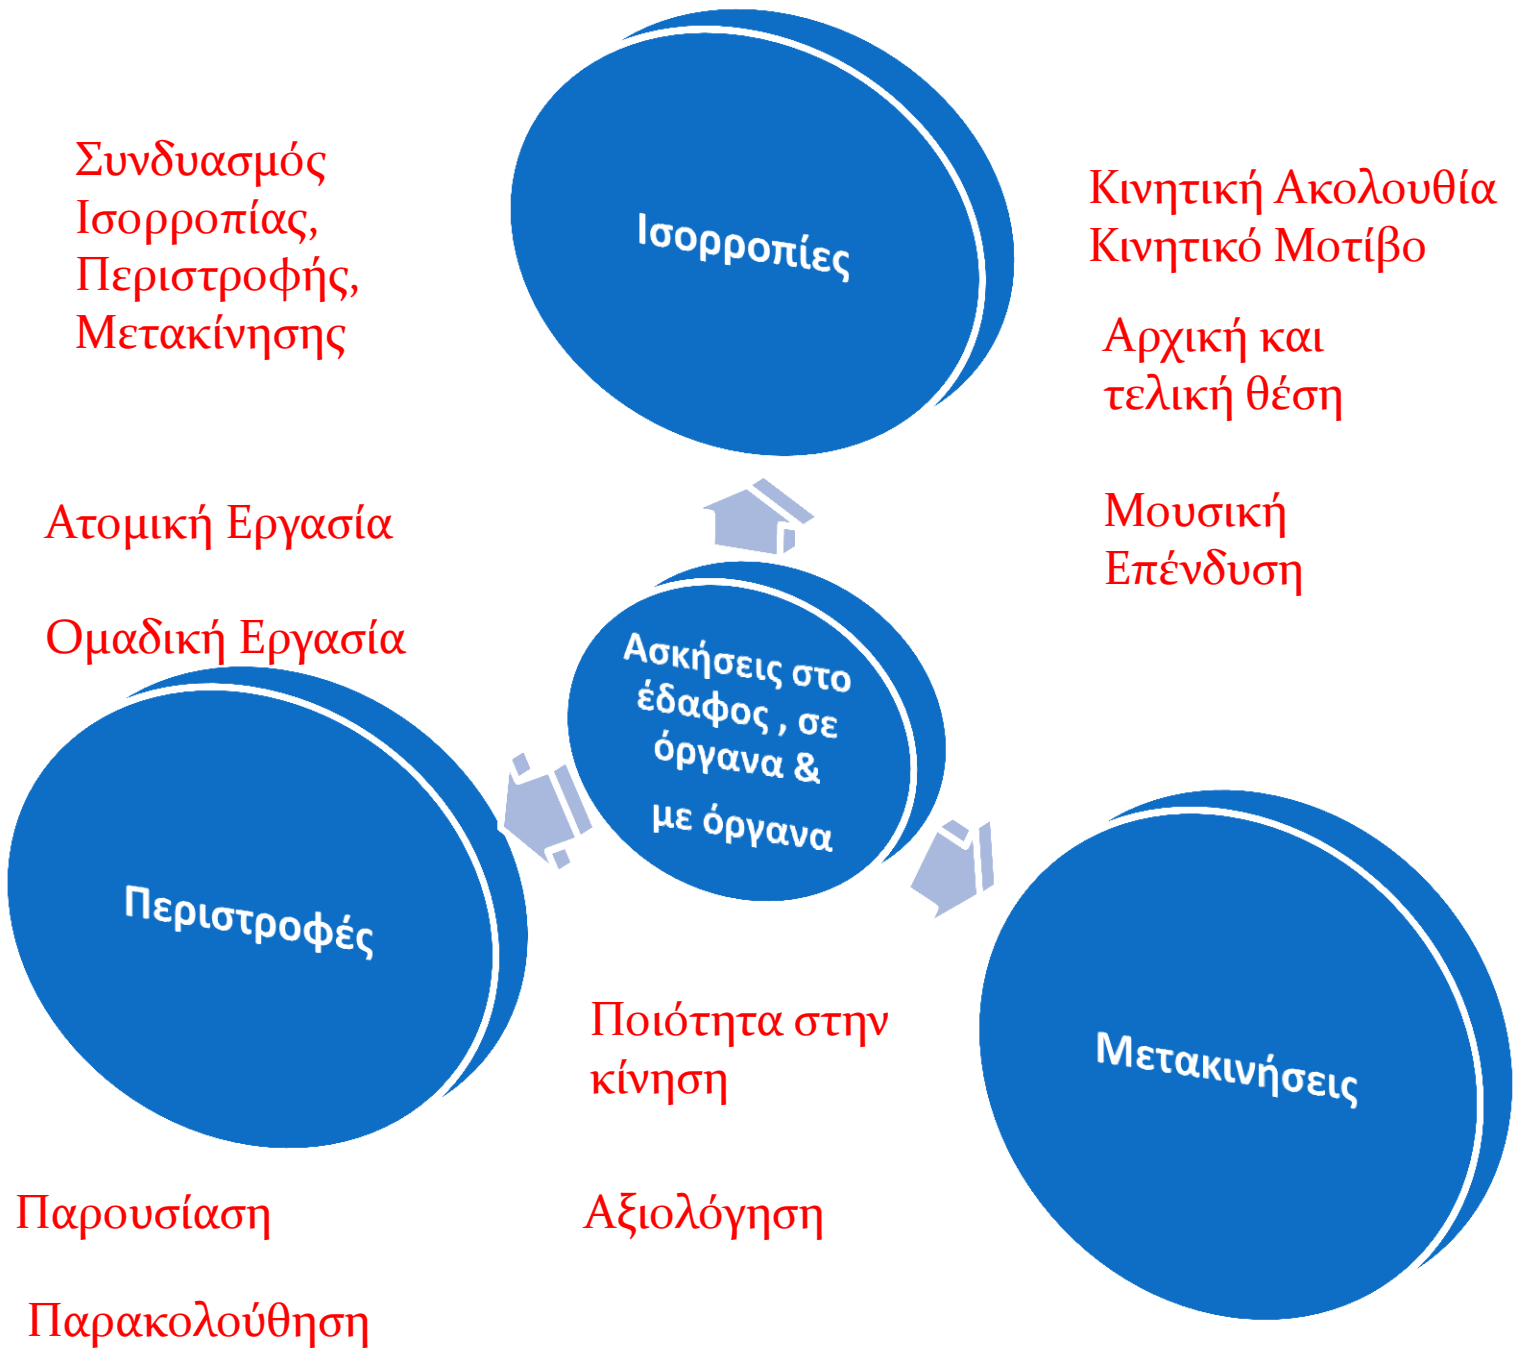 Συνδυασμός
Ισορροπίας,
Περιστροφής,
Μετακίνησης
Ισορροπίες
Κινητική Ακολουθία
Κινητικό Μοτίβο
Αρχική και
τελική θέση
Μουσική
Επένδυση
Ατομική Εργασία
Ομαδική Εργασία
Ασκήσεις στο
έδαφος , σε
όργανα &
με όργανα
Περιστροφές
Μετακινήσεις
Ποιότητα στην
κίνηση
Παρουσίαση
Αξιολόγηση
Παρακολούθηση